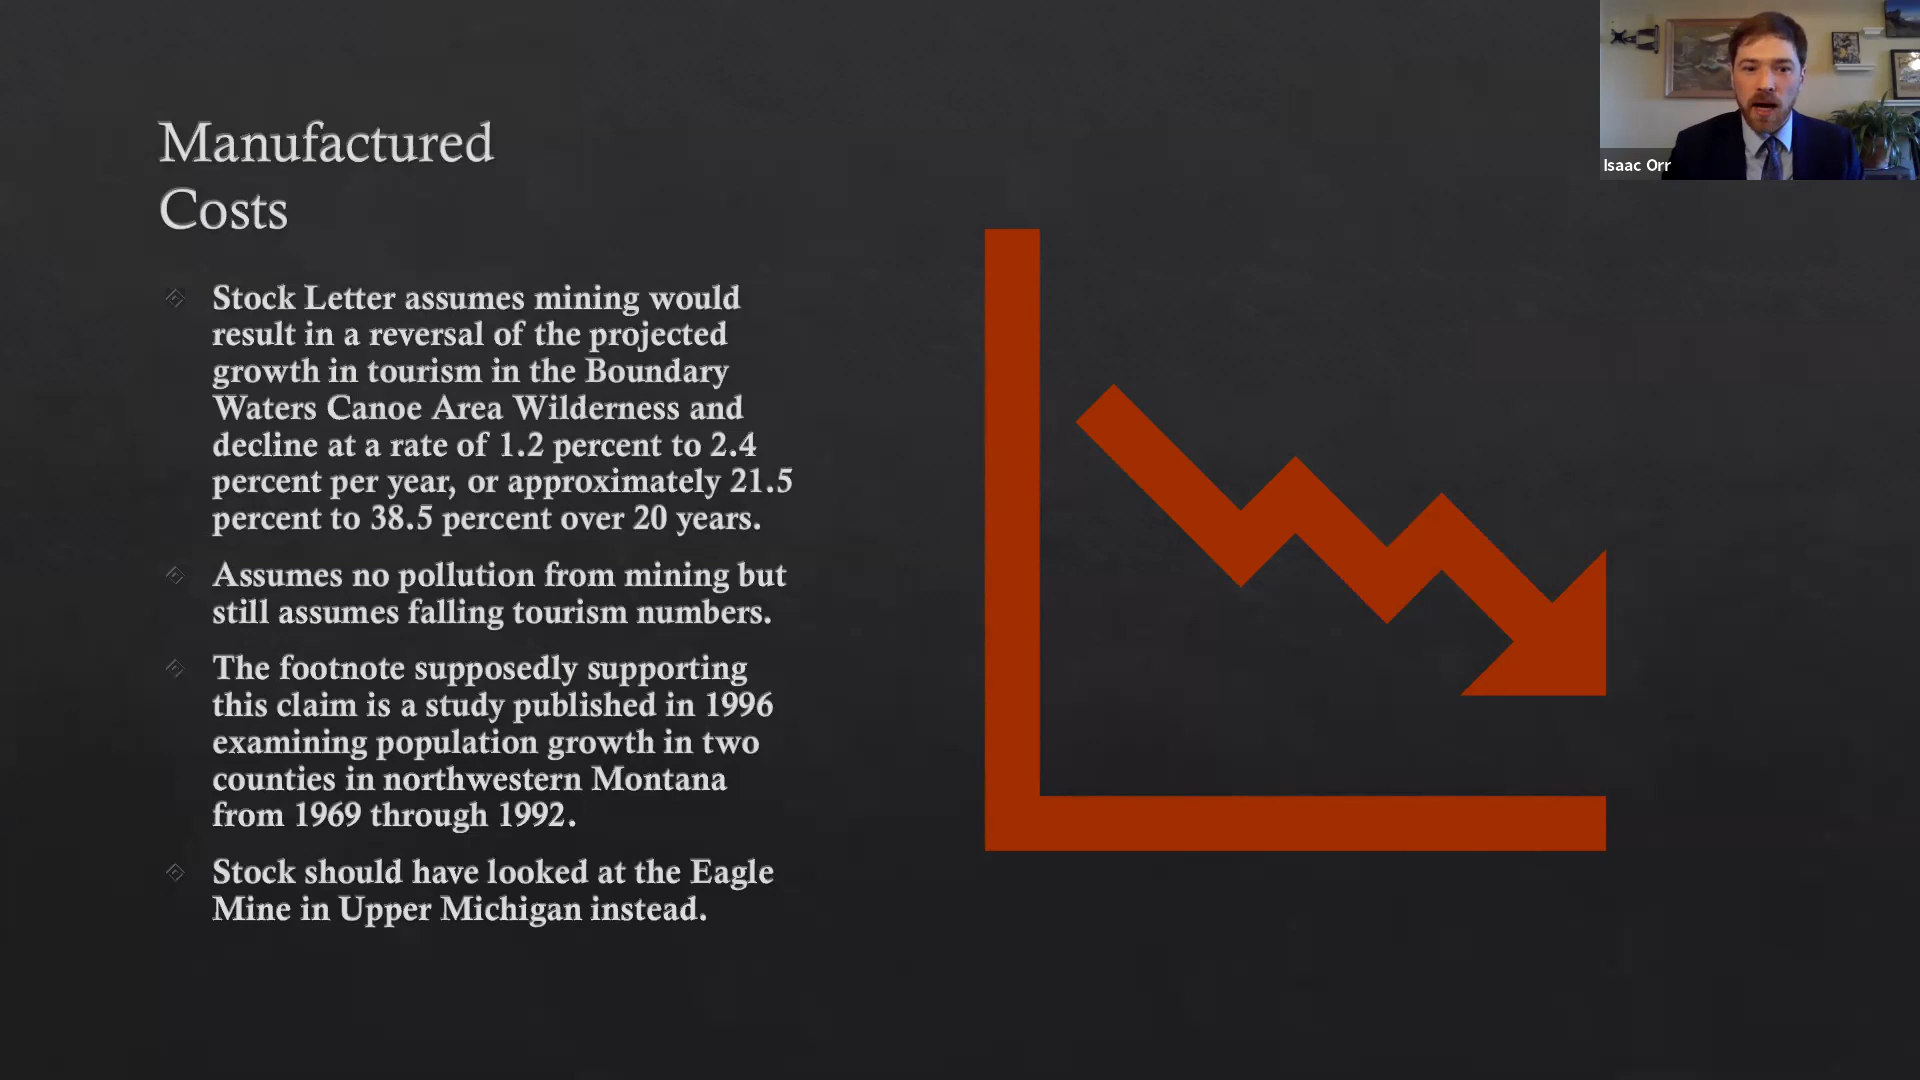 Manufactured
Costs
Stock Letter assumes mining would
result in a reversal of the projected
growth in tourism in the Boundary
Waters Canoe Area Wilderness and
decline at a rate of 1.2 percent to 2.4
percent per year, or approximately 21.5
percent to 38.5 percent over 20 years.
Assumes no pollution from mining but
still assumes falling tourism numbers.
The footnote supposedly supporting
this claim is a study published in 1996
examining population growth in two
counties in northwestern Montana
from 1969 through 1992.
Stock should have looked at the Eagle
Mine in Upper Michigan instead.
Isaac Orr